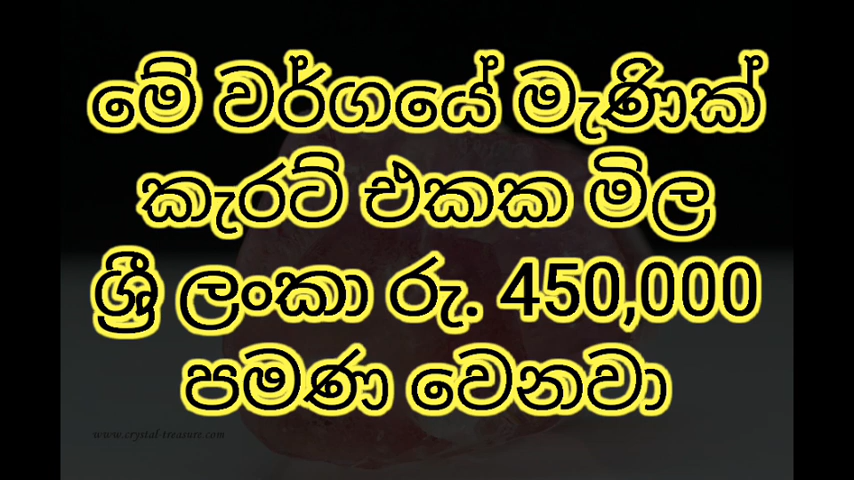 මේ වර්ගයේ මැණික්
කැරට් එකක මිල
ශ්‍රී ලංකා රු. 450,000
පමණ වෙනවා
www.crystal-treasure.com